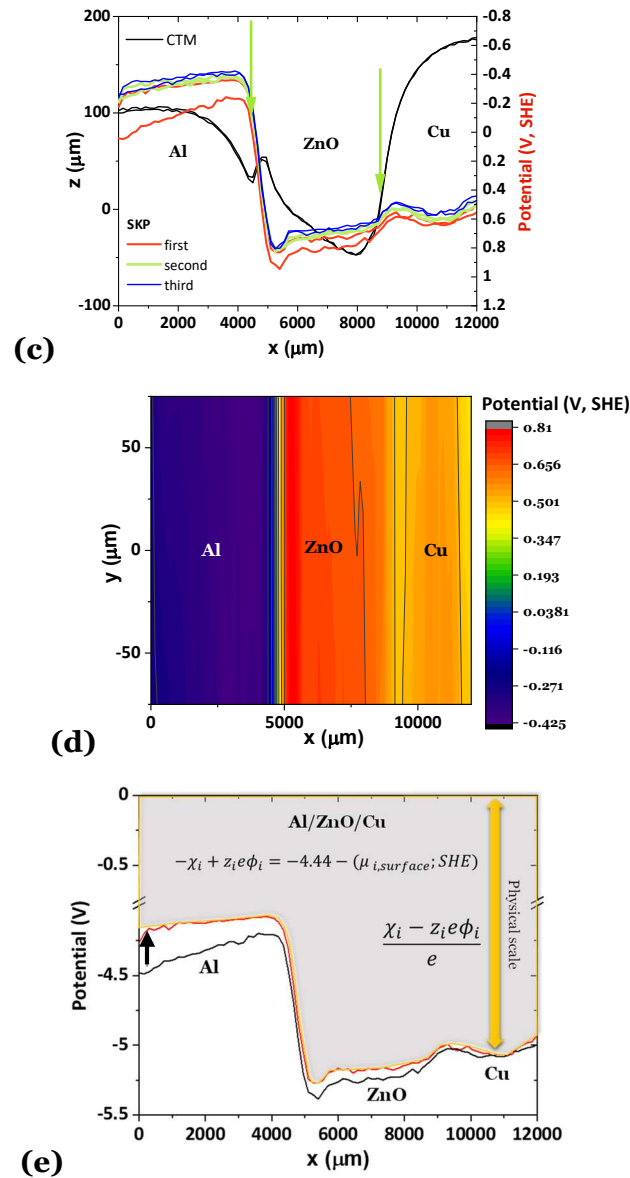 CTM
200
100
0
-100
z (μm)
Al
ZnO
Cu
SKP
first
second
third
-0.8
-0.6
-0.4
-0.2
0
0.2
0.4
0.6
0.8
1
1.2
Potential (V, SHE)
0 2000 4000 6000 8000 10000 12000
x (μm)
(c)
Potential (V, SHE)
50
0
-50
y (μm)
Al
ZnO
Cu
0.81
0.656
0.501
0.347
0.193
0.0381
-0.116
-0.271
-0.425
0 5000 10000
x (μm)
(d)
0
-0.5
-4.5
-5
-5.5
Potential (V)
Al/ZnO/Cu
−χᵢ + zᵢeϕᵢ = −4.44 − (μᵢ,surface; SHE)
χᵢ − zᵢeϕᵢ
e
Physical scale
Al
ZnO
Cu
0 2000 4000 6000 8000 10000 12000
x (μm)
(e)